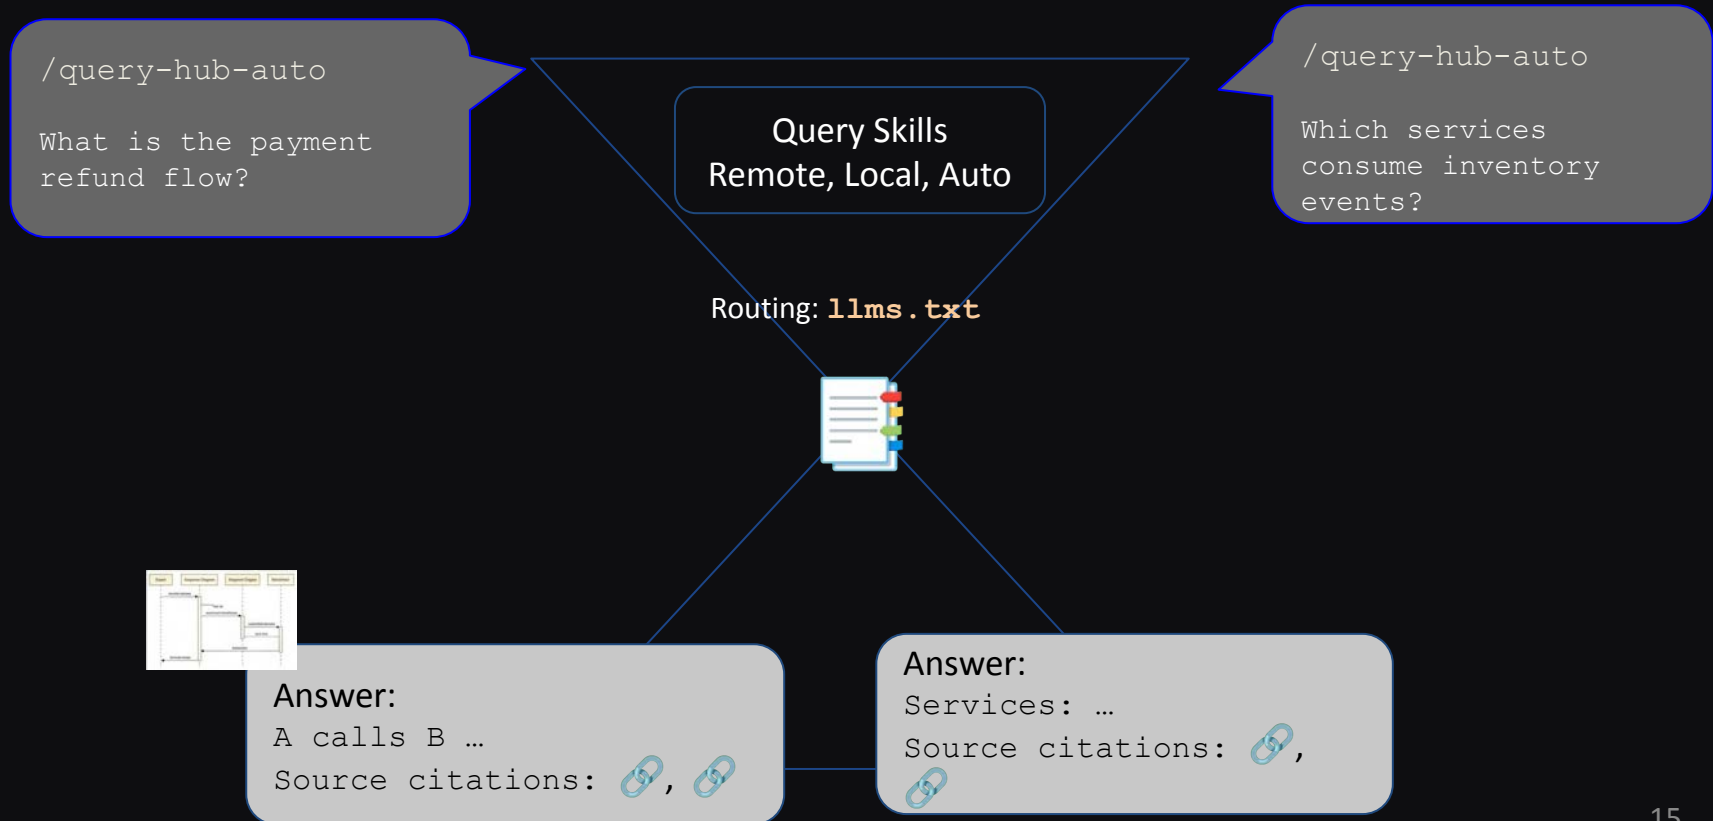 /query-hub-auto
What is the payment
refund flow?
Query Skills
Remote, Local, Auto
/query-hub-auto
Which services
consume inventory
events?
Routing: llms.txt
Answer:
A calls B …
Source citations: 🔗, 🔗
Answer:
Services: …
Source citations: 🔗,
🔗
15